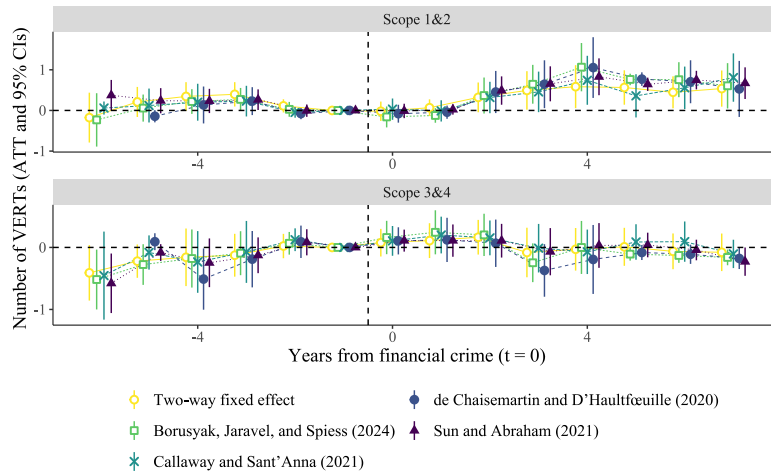 Scope 1&2
1
0
-1
-4
0
4
Scope 3&4
0
-1
-4
0
4
Number of VERTs (ATT and 95% CIs)
Years from financial crime (t = 0)
Two-way fixed effect
de Chaisemartin and D'Haultfœuille (2020)
Borusyak, Jaravel, and Spiess (2024)
Sun and Abraham (2021)
Callaway and Sant'Anna (2021)